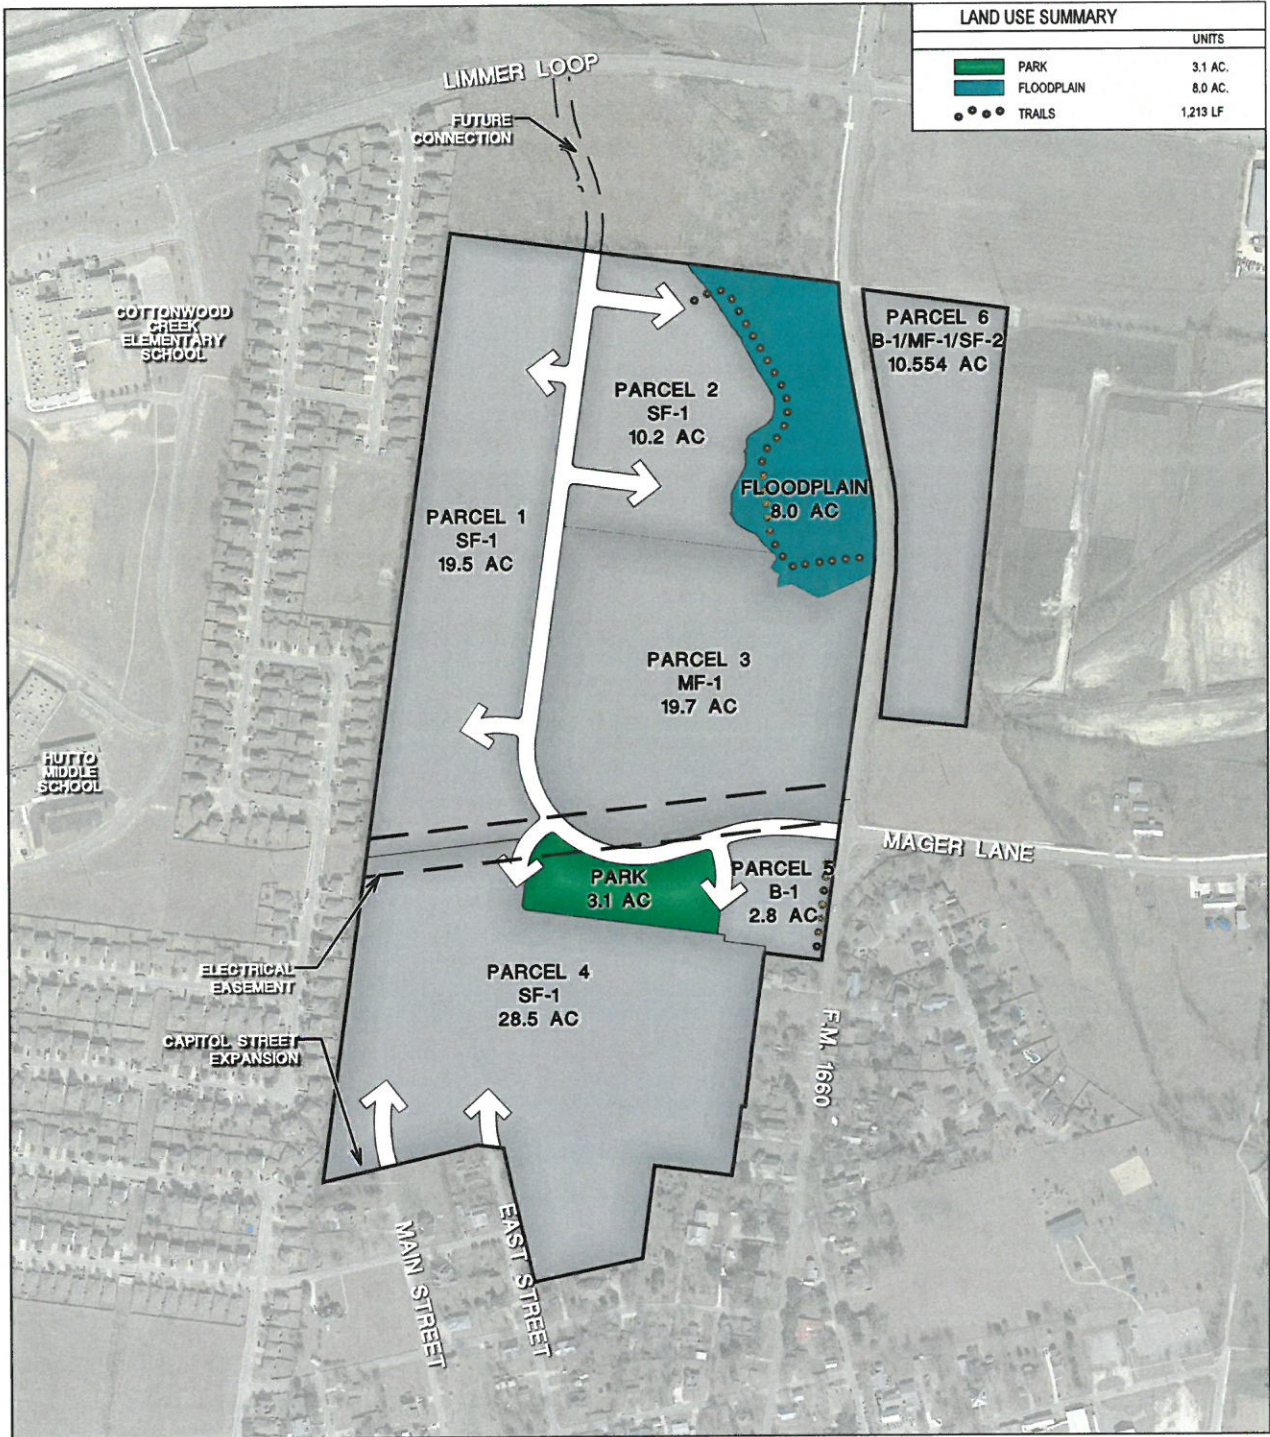 LAND USE SUMMARY
UNITS
PARK 3.1 AC.
FLOODPLAIN 8.0 AC.
TRAILS 1,213 LF
LIMMER LOOP
FUTURE
CONNECTION
COTTONWOOD
CREEK
ELEMENTARY
SCHOOL
PARCEL 6
B-1/MF-1/SF-2
10.554 AC
PARCEL 2
SF-1
10.2 AC
FLOODPLAIN
8.0 AC
PARCEL 1
SF-1
19.5 AC
PARCEL 3
MF-1
19.7 AC
HUTTO
MIDDLE
SCHOOL
MAGER LANE
PARK
3.1 AC
PARCEL 5
B-1
2.8 AC
ELECTRICAL
EASEMENT
PARCEL 4
SF-1
28.5 AC
CAPITOL STREET
EXPANSION
F.M. 1660
MAIN STREET
EAST STREET